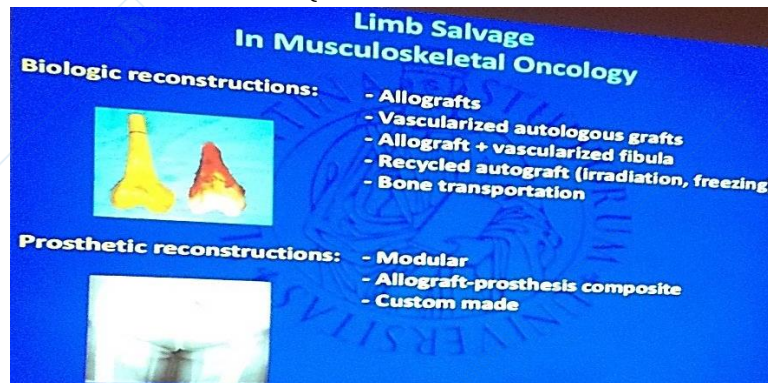 Limb Salvage
In Musculoskeletal Oncology
Biologic reconstructions:
- Allografts
- Vascularized autologous grafts
- Allograft + vascularized fibula
- Recycled autograft (irradiation, freezing
- Bone transportation
Prosthetic reconstructions:
- Modular
- Allograft-prosthesis composite
- Custom made